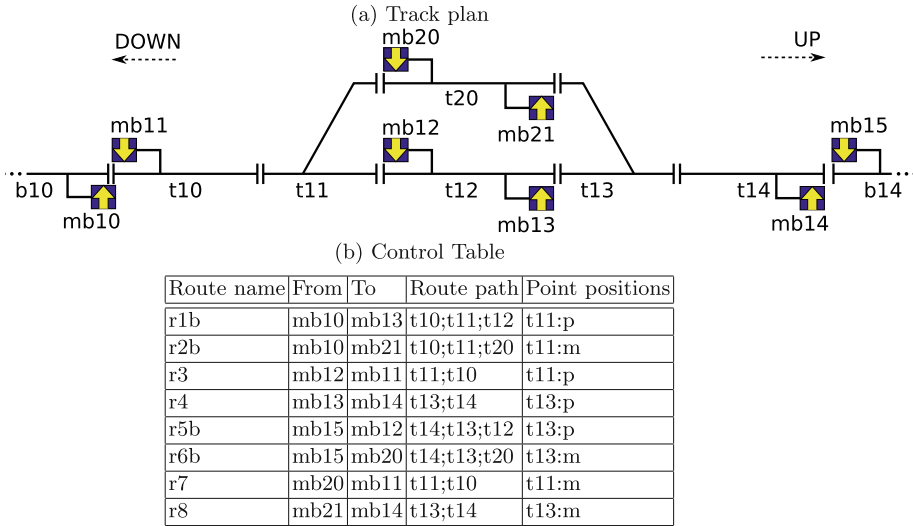 (a) Track plan
DOWN
mb20
UP
t20
mb21
mb11
mb12
mb15
b10
t10
t11
t12
t13
t14
b14
mb10
mb13
mb14
(b) Control Table
Route name From To Route path Point positions
r1b mb10 mb13 t10;t11;t12 t11:p
r2b mb10 mb21 t10;t11;t20 t11:m
r3 mb12 mb11 t11;t10 t11:p
r4 mb13 mb14 t13;t14 t13:p
r5b mb15 mb12 t14;t13;t12 t13:p
r6b mb15 mb20 t14;t13;t20 t13:m
r7 mb20 mb11 t11;t10 t11:m
r8 mb21 mb14 t13;t14 t13:m